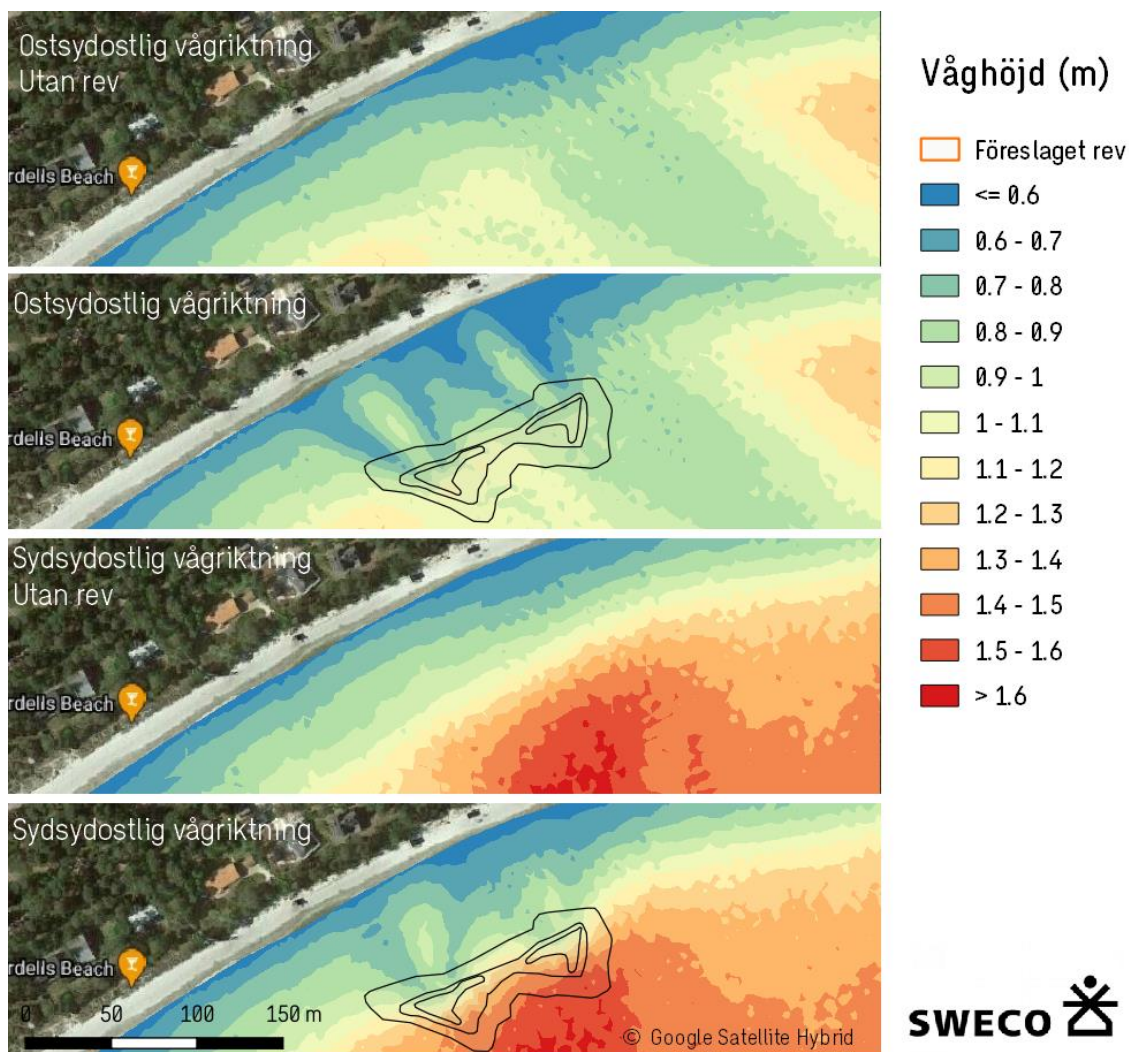 Ostsydostlig vågriktning
Utan rev
rdells Beach
Ostsydostlig vågriktning
rdells Beach
Sydsydostlig vågriktning
Utan rev
rdells Beach
Sydsydostlig vågriktning
rdells Beach
0 50 100 150 m
© Google Satellite Hybrid
Våghöjd (m)
Föreslaget rev
<= 0.6
0.6 - 0.7
0.7 - 0.8
0.8 - 0.9
0.9 - 1
1 - 1.1
1.1 - 1.2
1.2 - 1.3
1.3 - 1.4
1.4 - 1.5
1.5 - 1.6
> 1.6
SWECO